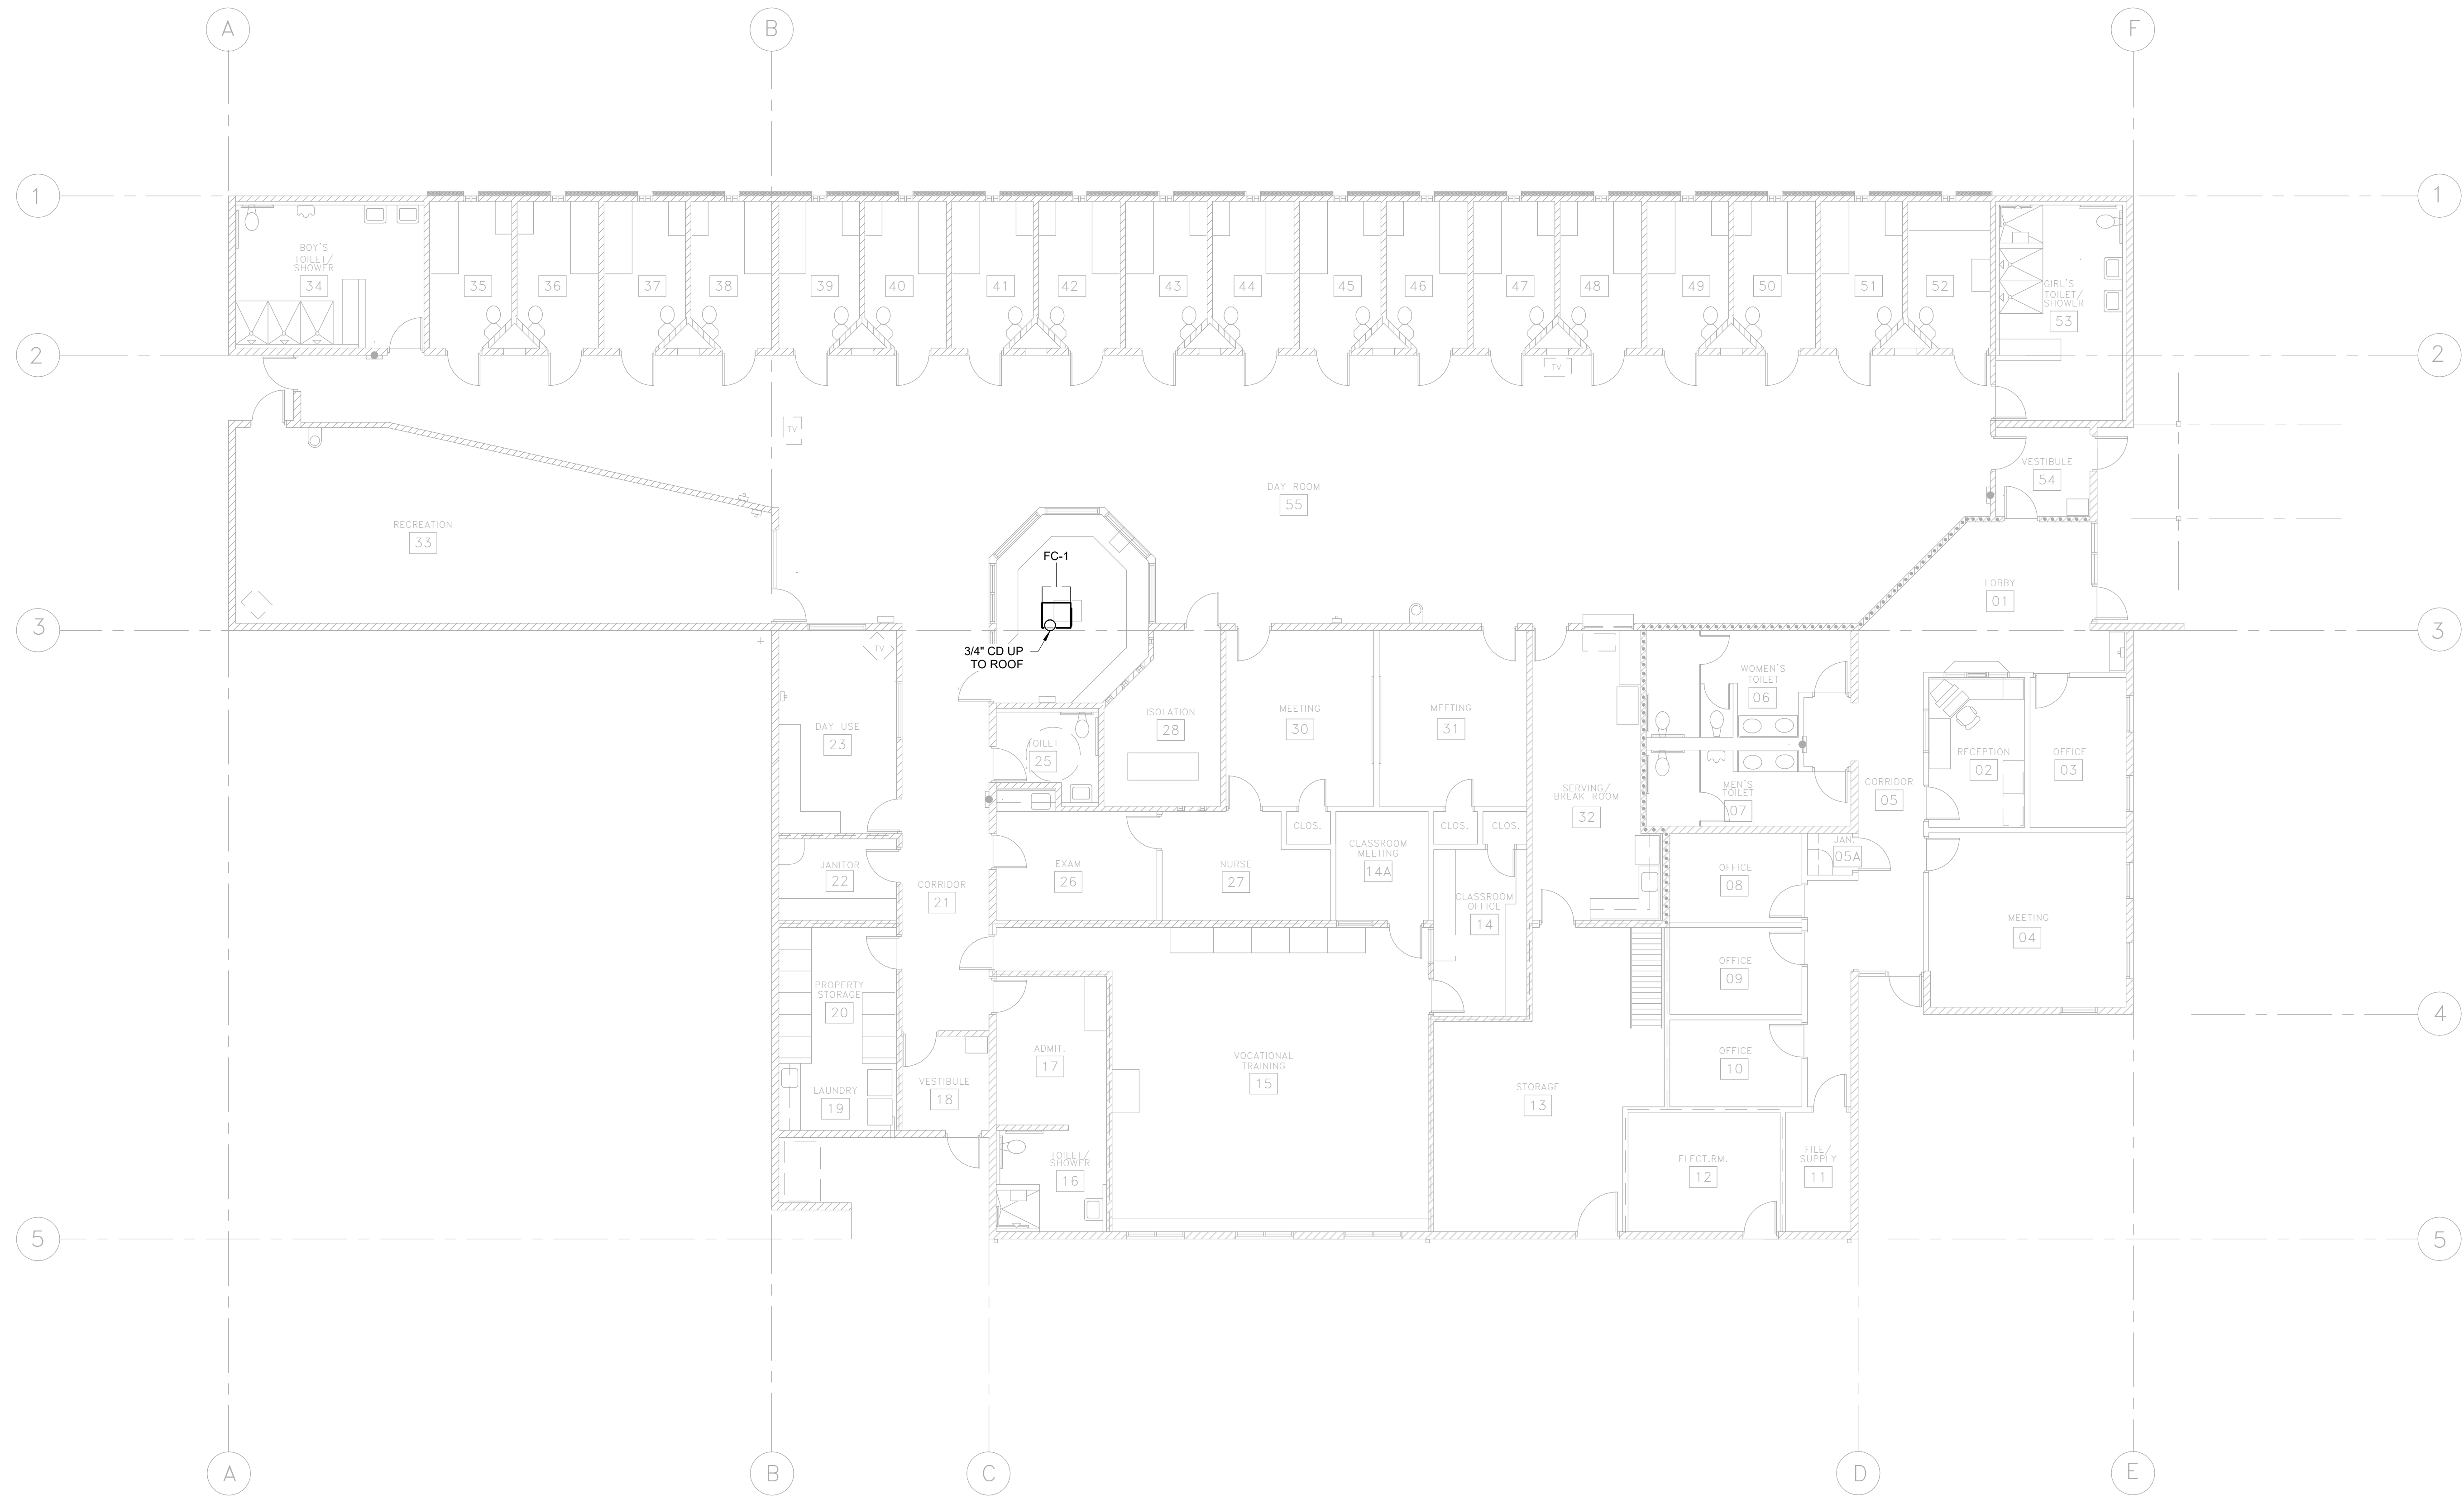 A
B
F
1
1
BOY'S
TOILET/
SHOWER
34
35
36
37
38
39
40
41
42
43
44
45
46
47
48
49
50
51
52
GIRL'S
TOILET/
SHOWER
53
2
2
TV
TV
VESTIBULE
54
DAY ROOM
55
RECREATION
33
FC-1
LOBBY
01
3
3
3/4" CD UP
TO ROOF
TV
DAY USE
23
TOILET
25
ISOLATION
28
MEETING
30
MEETING
31
SERVING/
BREAK ROOM
32
WOMEN'S
TOILET
06
MEN'S
TOILET
07
CORRIDOR
05
RECEPTION
02
OFFICE
03
CLOS.
CLOS.
CLOS.
JANITOR
22
CORRIDOR
21
EXAM
26
NURSE
27
CLASSROOM
MEETING
14A
CLASSROOM
OFFICE
14
OFFICE
08
JAN.
05A
MEETING
04
PROPERTY
STORAGE
20
OFFICE
09
4
ADMIT.
17
VOCATIONAL
TRAINING
15
OFFICE
10
LAUNDRY
19
VESTIBULE
18
STORAGE
13
TOILET/
SHOWER
16
ELECT.RM.
12
FILE/
SUPPLY
11
5
5
A
B
C
D
E